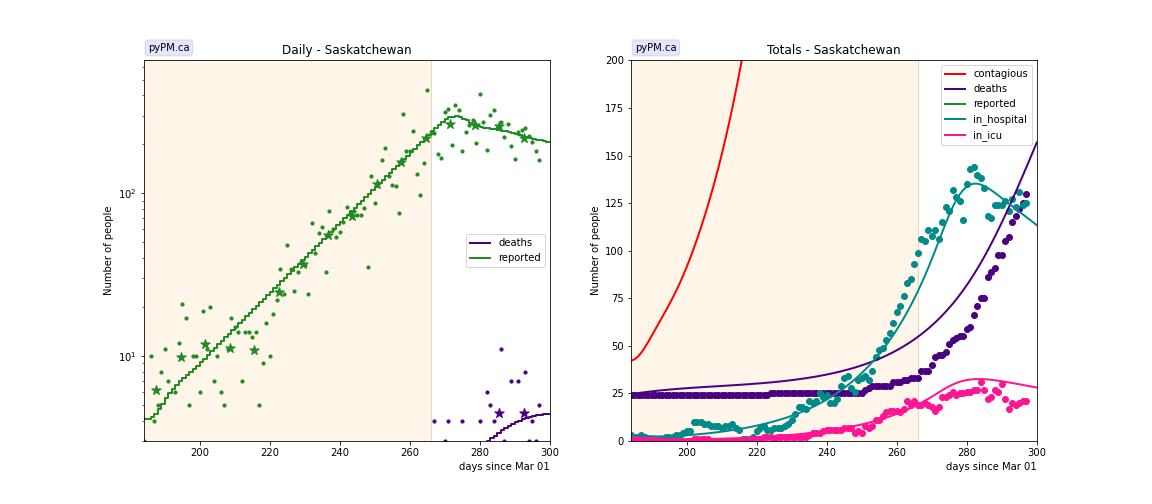 pyPM.ca
Daily - Saskatchewan
Number of people
10²
10¹
deaths
reported
200
220
240
260
280
300
days since Mar 01
pyPM.ca
Totals - Saskatchewan
Number of people
200
175
150
125
100
75
50
25
0
contagious
deaths
reported
in_hospital
in_icu
200
220
240
260
280
300
days since Mar 01